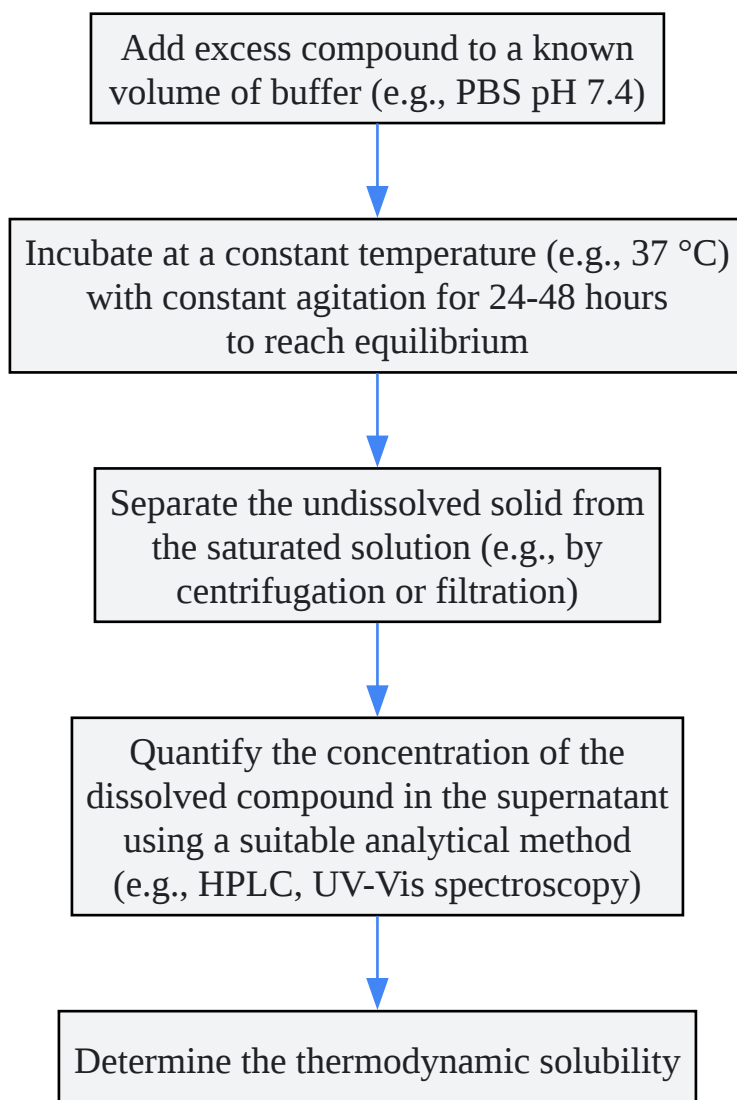 Add excess compound to a known
volume of buffer (e.g., PBS pH 7.4)
Incubate at a constant temperature (e.g., 37 °C)
with constant agitation for 24-48 hours
to reach equilibrium
Separate the undissolved solid from
the saturated solution (e.g., by
centrifugation or filtration)
Quantify the concentration of the
dissolved compound in the supernatant
using a suitable analytical method
(e.g., HPLC, UV-Vis spectroscopy)
Determine the thermodynamic solubility